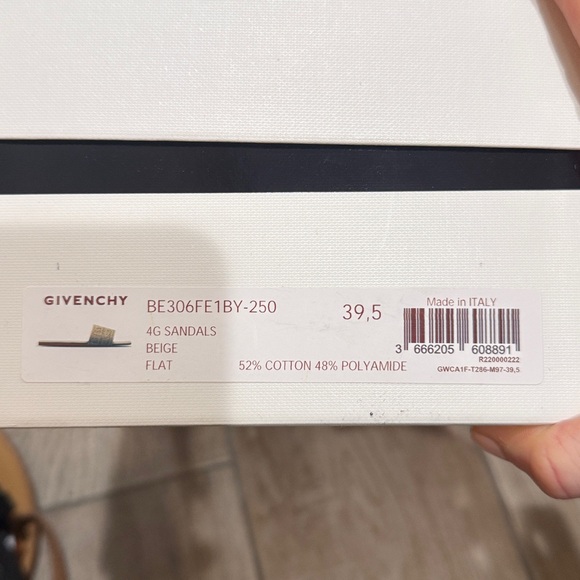 GIVENCHY
BE306FE1BY-250
39,5
Made in ITALY
4G SANDALS
BEIGE
FLAT
52% COTTON 48% POLYAMIDE
3 666205 608891
R220000222
GWCA1F-T286-M97-39,5